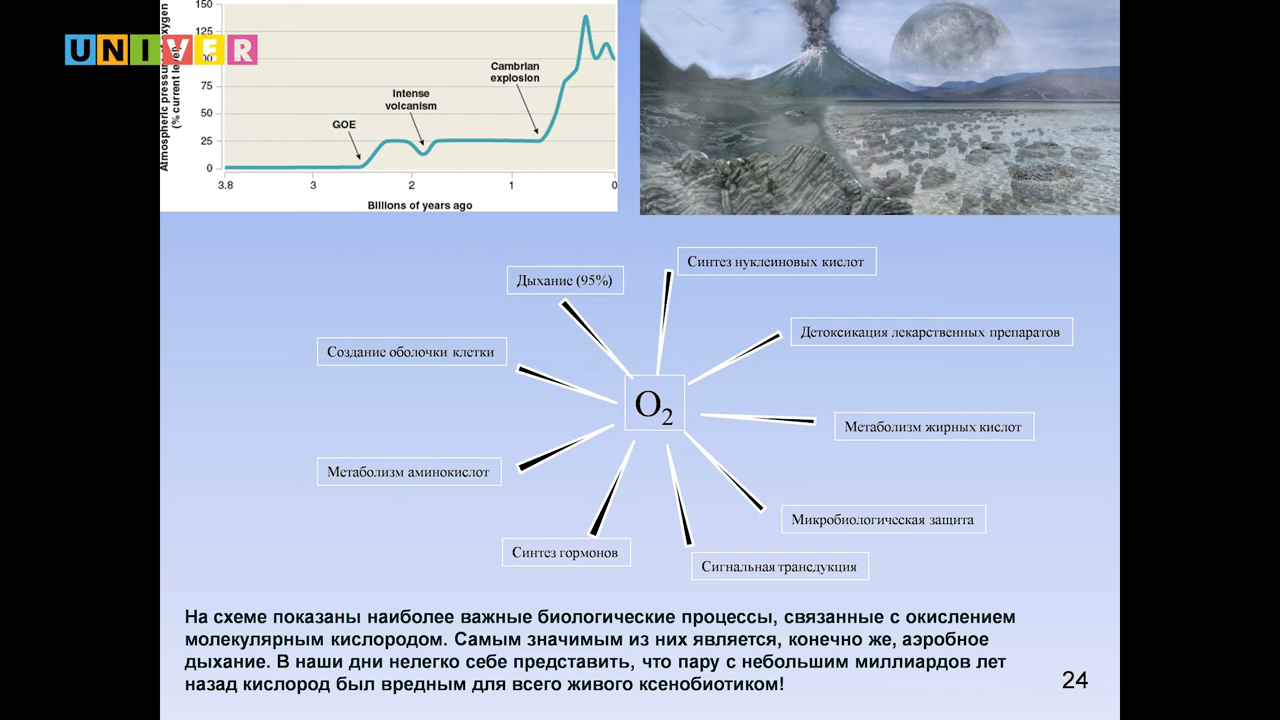 UNIVER
150
125
00
75
50
25
0
Atmospheric pressure
(% current level)
GOE
Intense
volcanism
Cambrian
explosion
3.8
3
2
1
0
Billions of years ago
Синтез нуклеиновых кислот
Дыхание (95%)
Детоксикация лекарственных препаратов
Создание оболочки клетки
O2
Метаболизм жирных кислот
Метаболизм аминокислот
Микробиологическая защита
Синтез гормонов
Сигнальная трансдукция
На схеме показаны наиболее важные биологические процессы, связанные с окислением
молекулярным кислородом. Самым значимым из них является, конечно же, аэробное
дыхание. В наши дни нелегко себе представить, что пару с небольшим миллиардов лет
назад кислород был вредным для всего живого ксенобиотиком!
24